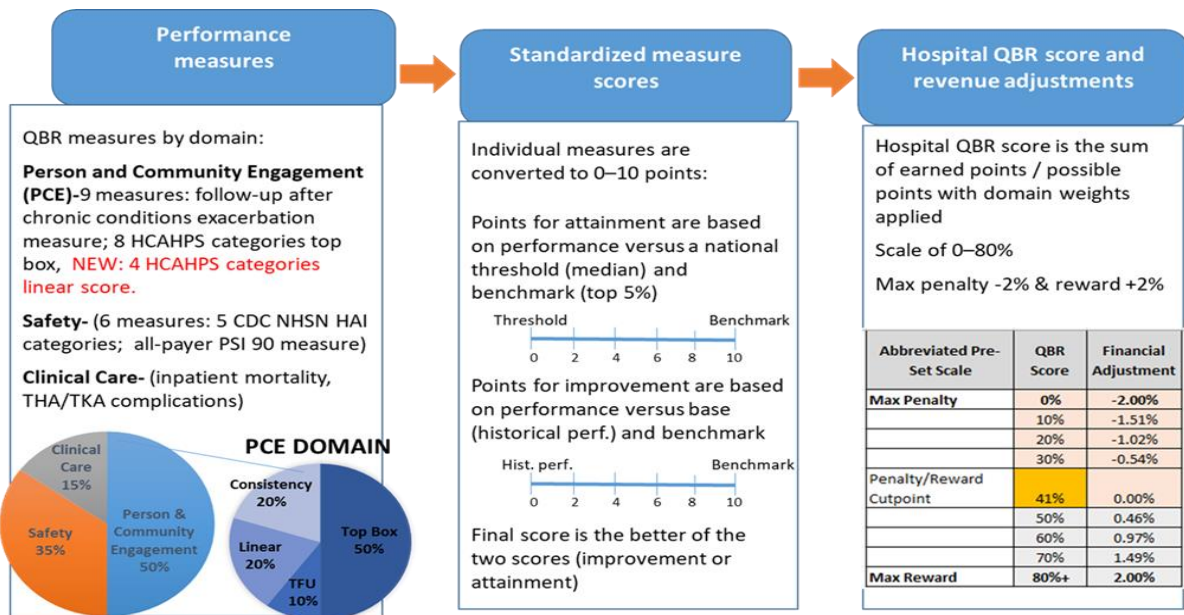 Performance
measures
QBR measures by domain:
Person and Community Engagement
(PCE)-9 measures: follow-up after
chronic conditions exacerbation
measure; 8 HCAHPS categories top
box, NEW: 4 HCAHPS categories
linear score.
Safety- (6 measures: 5 CDC NHSN HAI
categories; all-payer PSI 90 measure)
Clinical Care- (inpatient mortality,
THA/TKA complications)
Clinical
Care
15%
Safety
35%
Person &
Community
Engagement
50%
PCE DOMAIN
Consistency
20%
Linear
20%
TFU
10%
Top Box
50%
Standardized measure
scores
Individual measures are
converted to 0–10 points:
Points for attainment are based
on performance versus a national
threshold (median) and
benchmark (top 5%)
Threshold Benchmark
0 2 4 6 8 10
Points for improvement are based
on performance versus base
(historical perf.) and benchmark
Hist. perf. Benchmark
0 2 4 6 8 10
Final score is the better of the
two scores (improvement or
attainment)
Hospital QBR score and
revenue adjustments
Hospital QBR score is the sum
of earned points / possible
points with domain weights
applied
Scale of 0–80%
Max penalty -2% & reward +2%
Abbreviated Pre-
Set Scale
QBR
Score
Financial
Adjustment
Max Penalty 0% -2.00%
10% -1.51%
20% -1.02%
30% -0.54%
Penalty/Reward
Cutpoint 41% 0.00%
50% 0.46%
60% 0.97%
70% 1.49%
Max Reward 80%+ 2.00%